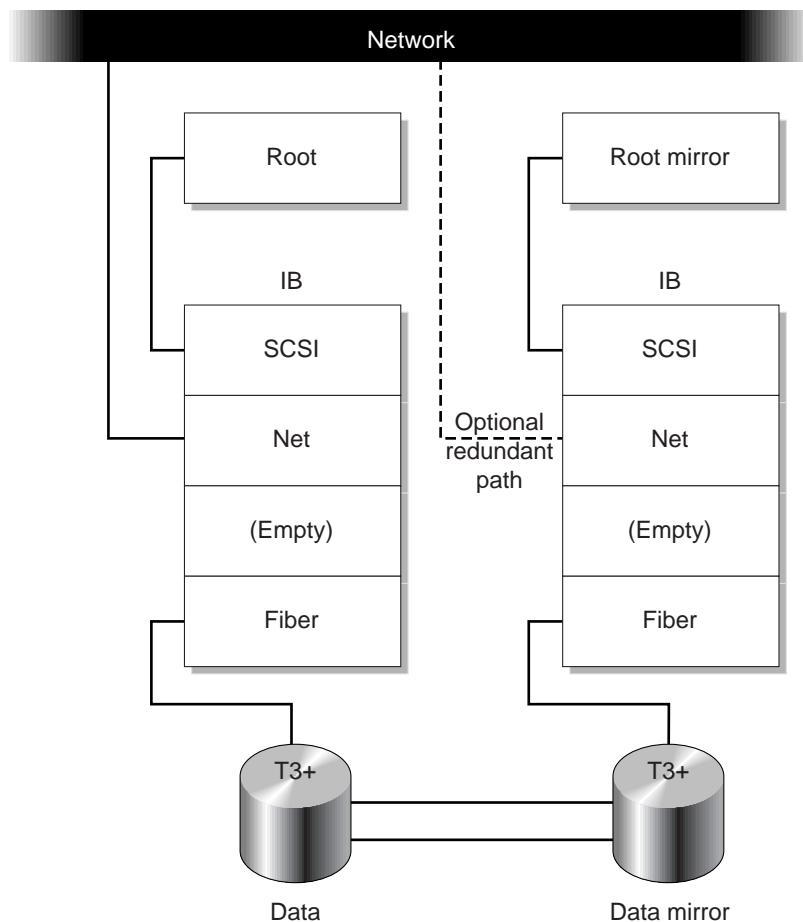 Network
Root
Root mirror
IB
IB
SCSI
SCSI
Net
Optional
redundant
path
Net
(Empty)
(Empty)
Fiber
Fiber
T3+
T3+
Data
Data mirror